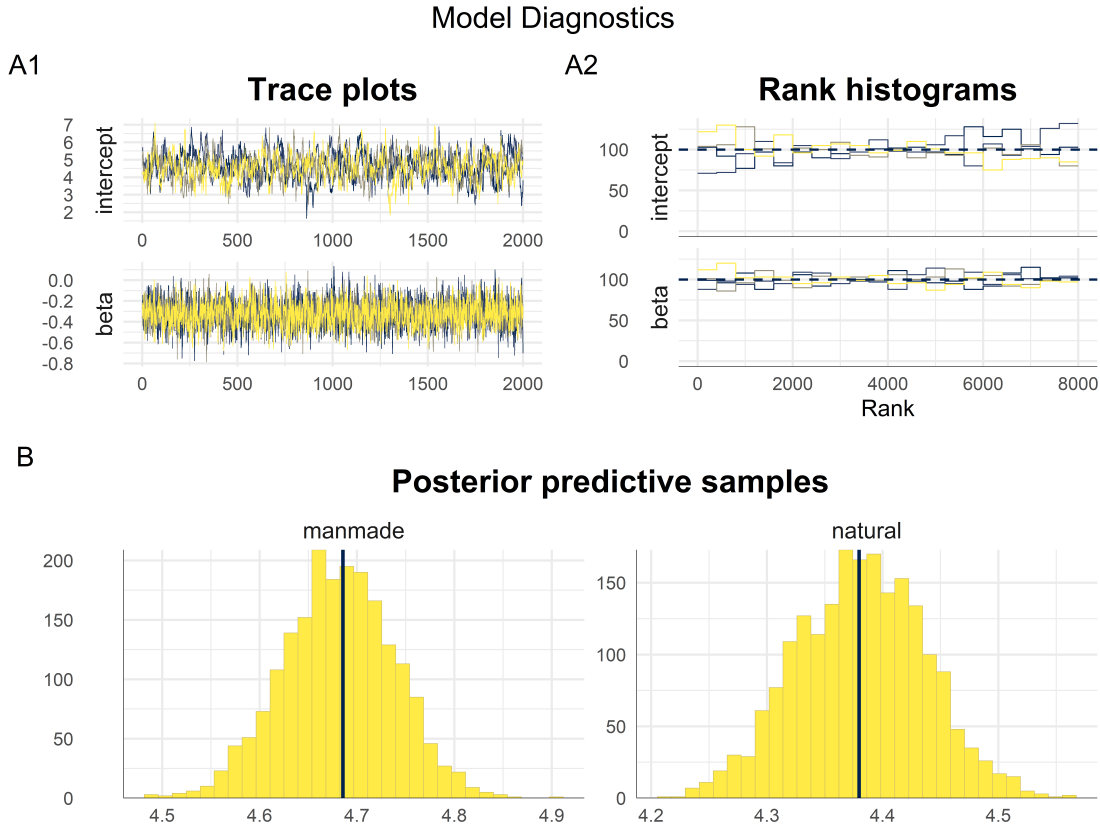 Model Diagnostics
A1
A2
Trace plots
Rank histograms
intercept
7
6
5
4
3
2
0 500 1000 1500 2000
beta
0.0
-0.2
-0.4
-0.6
-0.8
0 500 1000 1500 2000
intercept
100
50
0
beta
100
50
0
0 2000 4000 6000 8000
Rank
B
Posterior predictive samples
manmade
200
150
100
50
0
4.5 4.6 4.7 4.8 4.9
natural
150
100
50
0
4.2 4.3 4.4 4.5